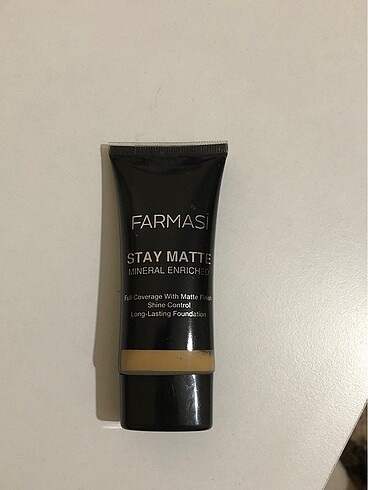 FARMASİ
STAY MATTE
MINERAL ENRICHED
Full Coverage With Matte Finish
Shine Control
Long-Lasting Foundation